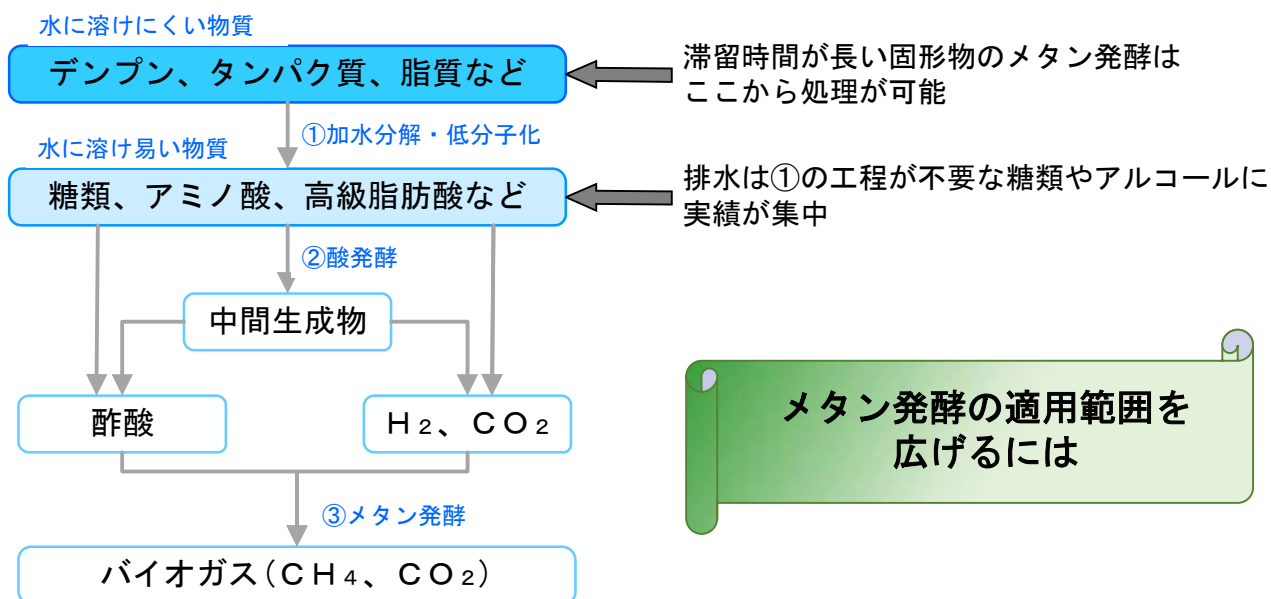 水に溶けにくい物質
デンプン、タンパク質、脂質など
滞留時間が長い固形物のメタン発酵は
ここから処理が可能
①加水分解・低分子化
水に溶け易い物質
糖類、アミノ酸、高級脂肪酸など
排水は①の工程が不要な糖類やアルコールに
実績が集中
②酸発酵
中間生成物
酢酸
H₂、CO₂
メタン発酵の適用範囲を
広げるには
③メタン発酵
バイオガス(CH₄、CO₂)